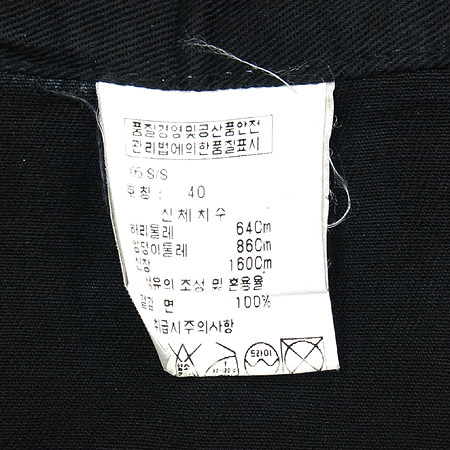 품질경영및공산품안전
관리법에의한품질표시
05 S/S
호칭 : 40
신체치수
허리둘레 64Cm
엉덩이둘레 86Cm
신장 160Cm
섬유의 조성 및 혼용율
겉감 면 100%
취급시주의사항
드라이